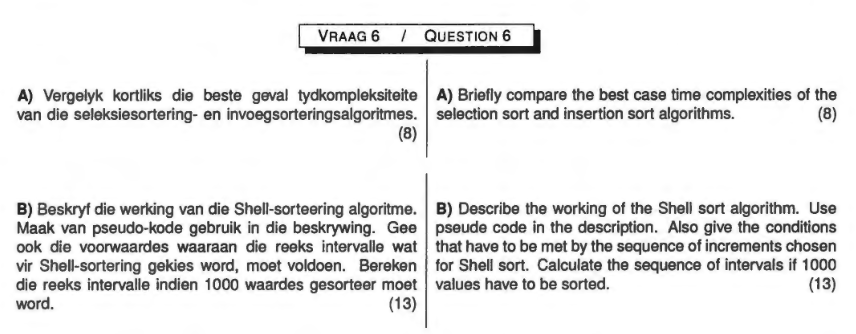 VRAAG 6 / QUESTION 6
A) Vergelyk kortliks die beste geval tydkompleksiteite
van die seleksiesortering- en invoegsorteringsalgoritmes.
(8)
A) Briefly compare the best case time complexities of the
selection sort and insertion sort algorithms. (8)
B) Beskryf die werking van die Shell-sorteering algoritme.
Maak van pseudo-kode gebruik in die beskrywing. Gee
ook die voorwaardes waaraan die reeks intervalle wat
vir Shell-sortering gekies word, moet voldoen. Bereken
die reeks intervalle indien 1000 waardes gesorteer moet
word. (13)
B) Describe the working of the Shell sort algorithm. Use
pseude code in the description. Also give the conditions
that have to be met by the sequence of increments chosen
for Shell sort. Calculate the sequence of intervals if 1000
values have to be sorted. (13)